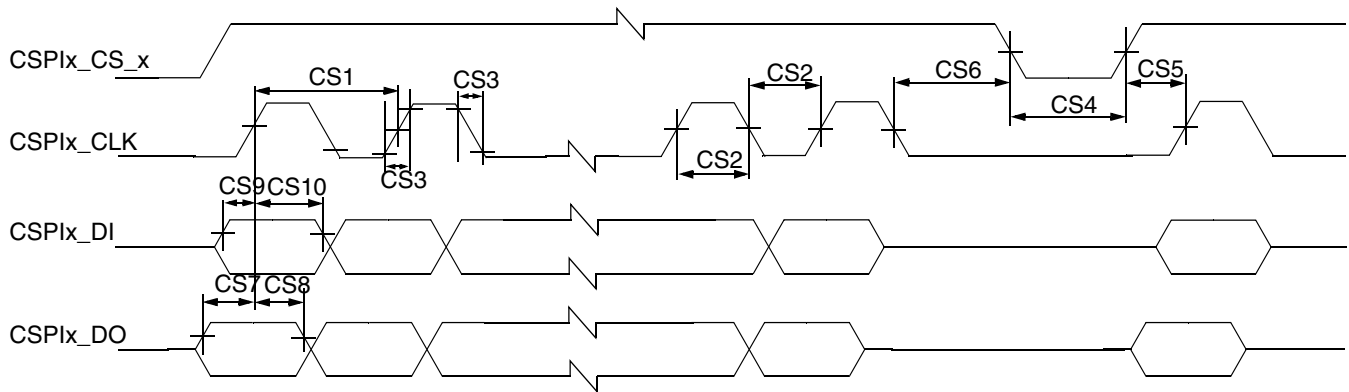 CSPIx_CS_x
CS1
CS3
CS2
CS6
CS5
CS4
CSPIx_CLK
CS3
CS2
CS9
CS10
CSPIx_DI
CS7
CS8
CSPIx_DO